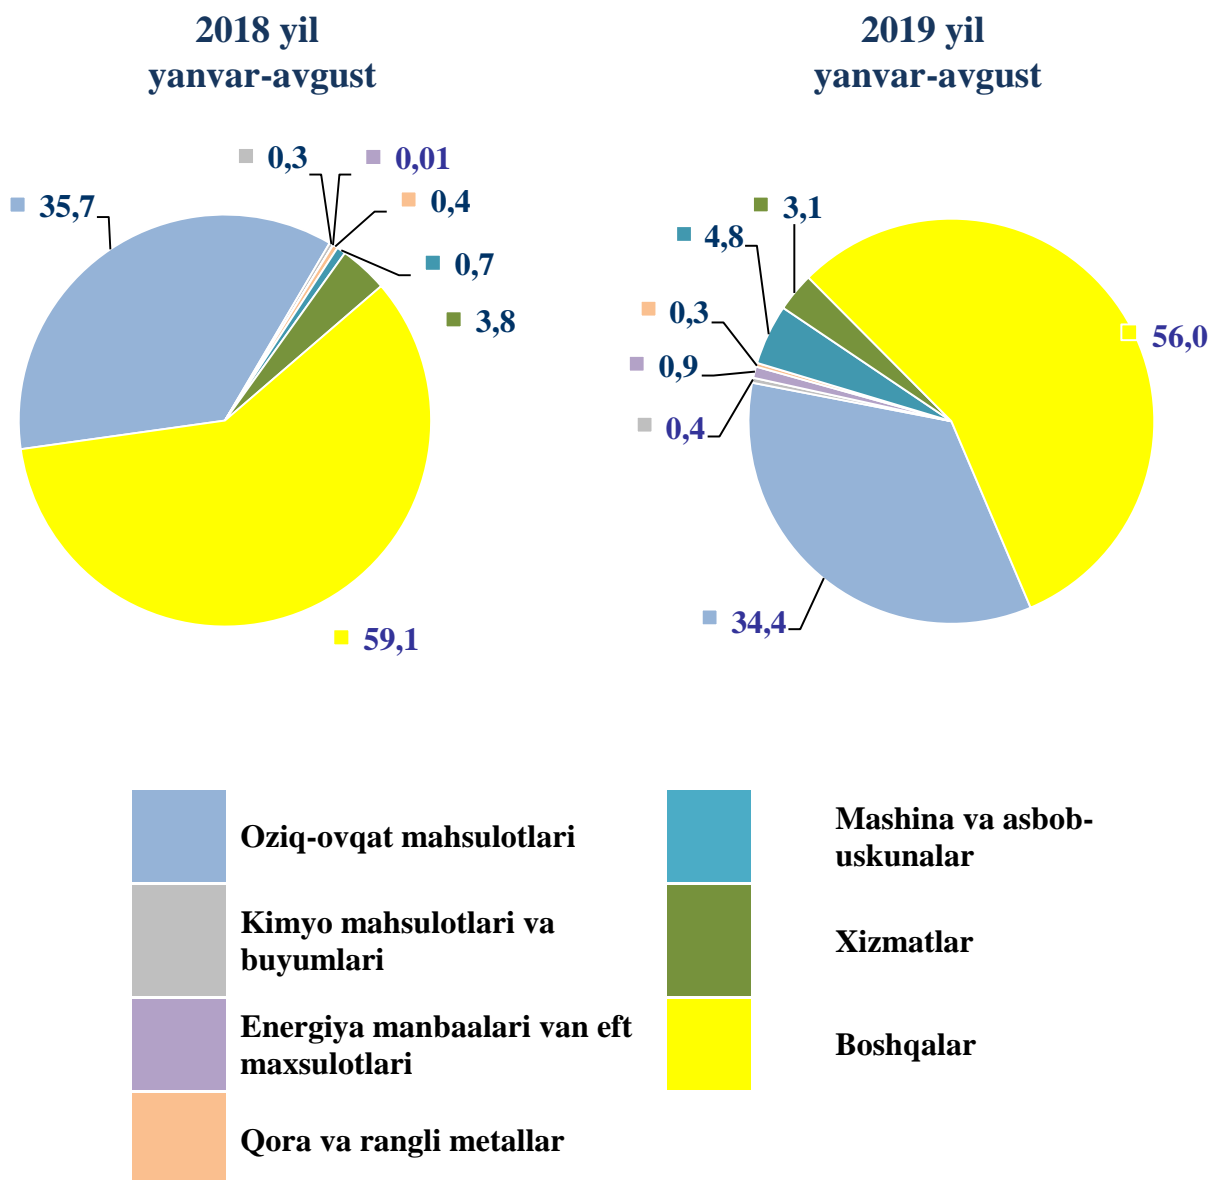 2018 yil
yanvar-avgust
2019 yil
yanvar-avgust
0,3
0,01
35,7
0,4
0,7
3,8
59,1
3,1
4,8
0,3
56,0
0,9
0,4
34,4
Oziq-ovqat mahsulotlari
Kimyo mahsulotlari va
buyumlari
Energiya manbaalari van eft
maxsulotlari
Qora va rangli metallar
Mashina va asbob-
uskunalar
Xizmatlar
Boshqalar